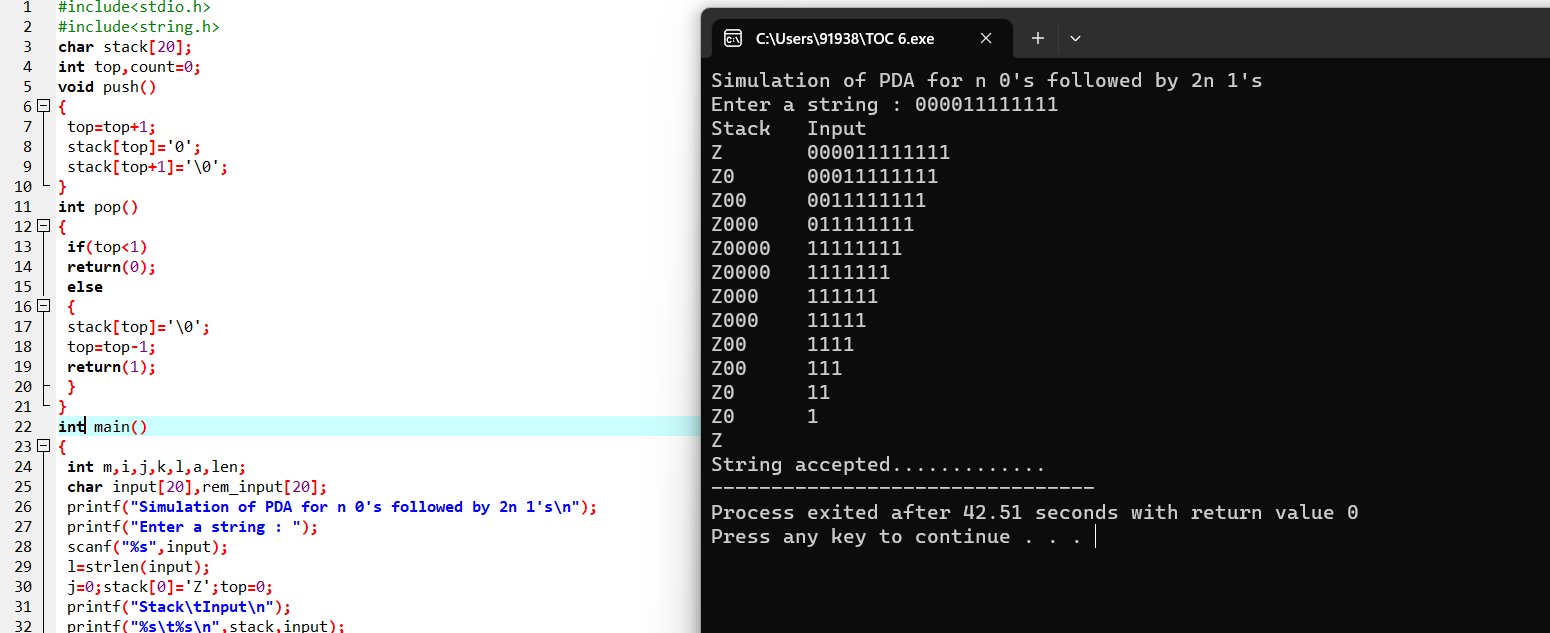 1 #include<stdio.h>
2 #include<string.h>
3 char stack[20];
4 int top,count=0;
5 void push()
6 {
7 top=top+1;
8 stack[top]='0';
9 stack[top+1]='\0';
10 }
11 int pop()
12 {
13 if(top<1)
14 return(0);
15 else
16 {
17 stack[top]='\0';
18 top=top-1;
19 return(1);
20 }
21 }
22 int main()
23 {
24 int m,i,j,k,l,a,len;
25 char input[20],rem_input[20];
26 printf("Simulation of PDA for n 0's followed by 2n 1's\n");
27 printf("Enter a string : ");
28 scanf("%s",input);
29 l=strlen(input);
30 j=0;stack[0]='Z';top=0;
31 printf("Stack\tInput\n");
32 printf("%s\t%s\n",stack,input);
C:\Users\91938\TOC 6.exe
Simulation of PDA for n 0's followed by 2n 1's
Enter a string : 000011111111
Stack Input
Z 000011111111
Z0 00011111111
Z00 0011111111
Z000 011111111
Z0000 11111111
Z0000 1111111
Z000 111111
Z000 11111
Z00 1111
Z00 111
Z0 11
Z0 1
Z
String accepted.............
--------------------------------
Process exited after 42.51 seconds with return value 0
Press any key to continue . . .